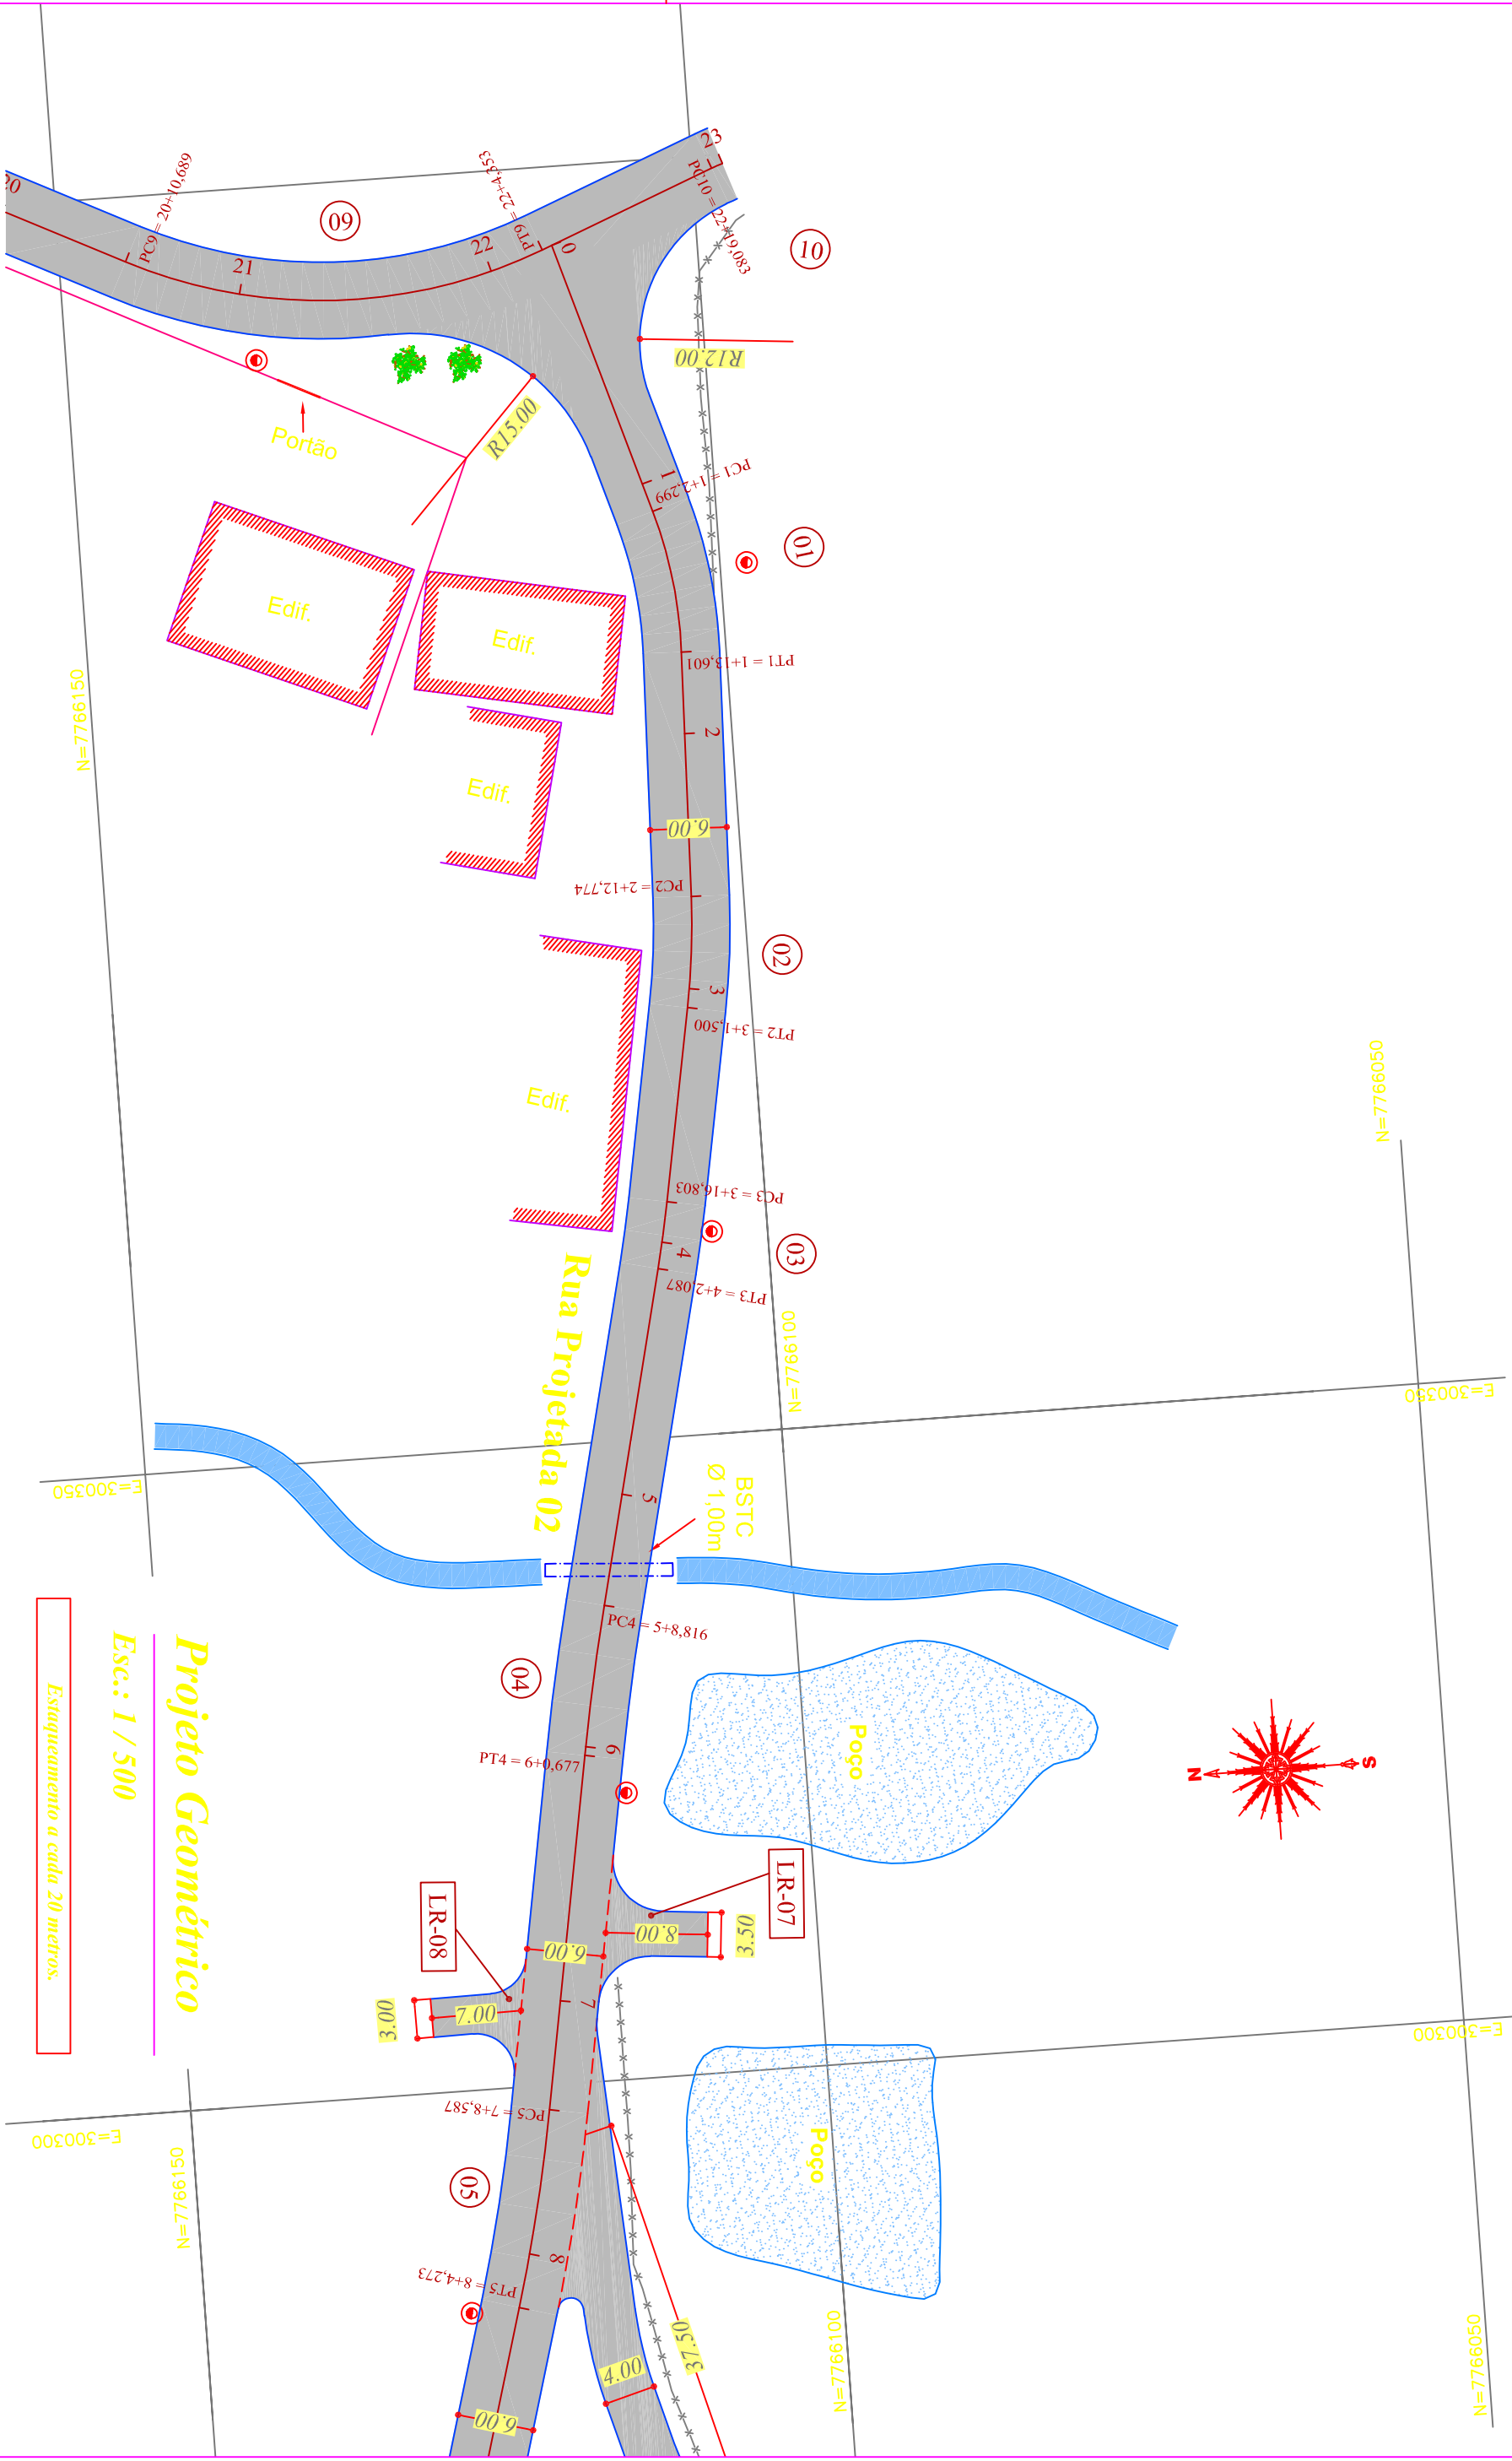 23
PC10 = 22+19,083
20
PC9 = 20+10,689
09
PT9 = 22+4,353
22
21
0
10
R12.00
R15.00
Portão
1
PC1 = 1+2,299
01
Edif.
Edif.
PT1 = 1+13,601
2
N=7766150
Edif.
6.00
PC2 = 2+12,774
02
3
PT2 = 3+1,500
Edif.
N=7766050
PC3 = 3+16,803
03
4
PT3 = 4+2,087
Rua Projetada 02
N=7766100
E=300350
E=300350
5
BSTC
Ø 1,00m
PC4 = 5+8,816
04
Projeto Geométrico
Esc.: 1 / 500
Estaqueamento a cada 20 metros.
6
PT4 = 6+0,677
Poço
N
S
LR-07
LR-08
8.00
3.50
6.00
7.00
3.00
7
E=300300
E=300300
PC5 = 7+8,587
N=7766150
05
Poço
8
PT5 = 8+4,273
37.50
4.00
6.00
N=7766100
N=7766050